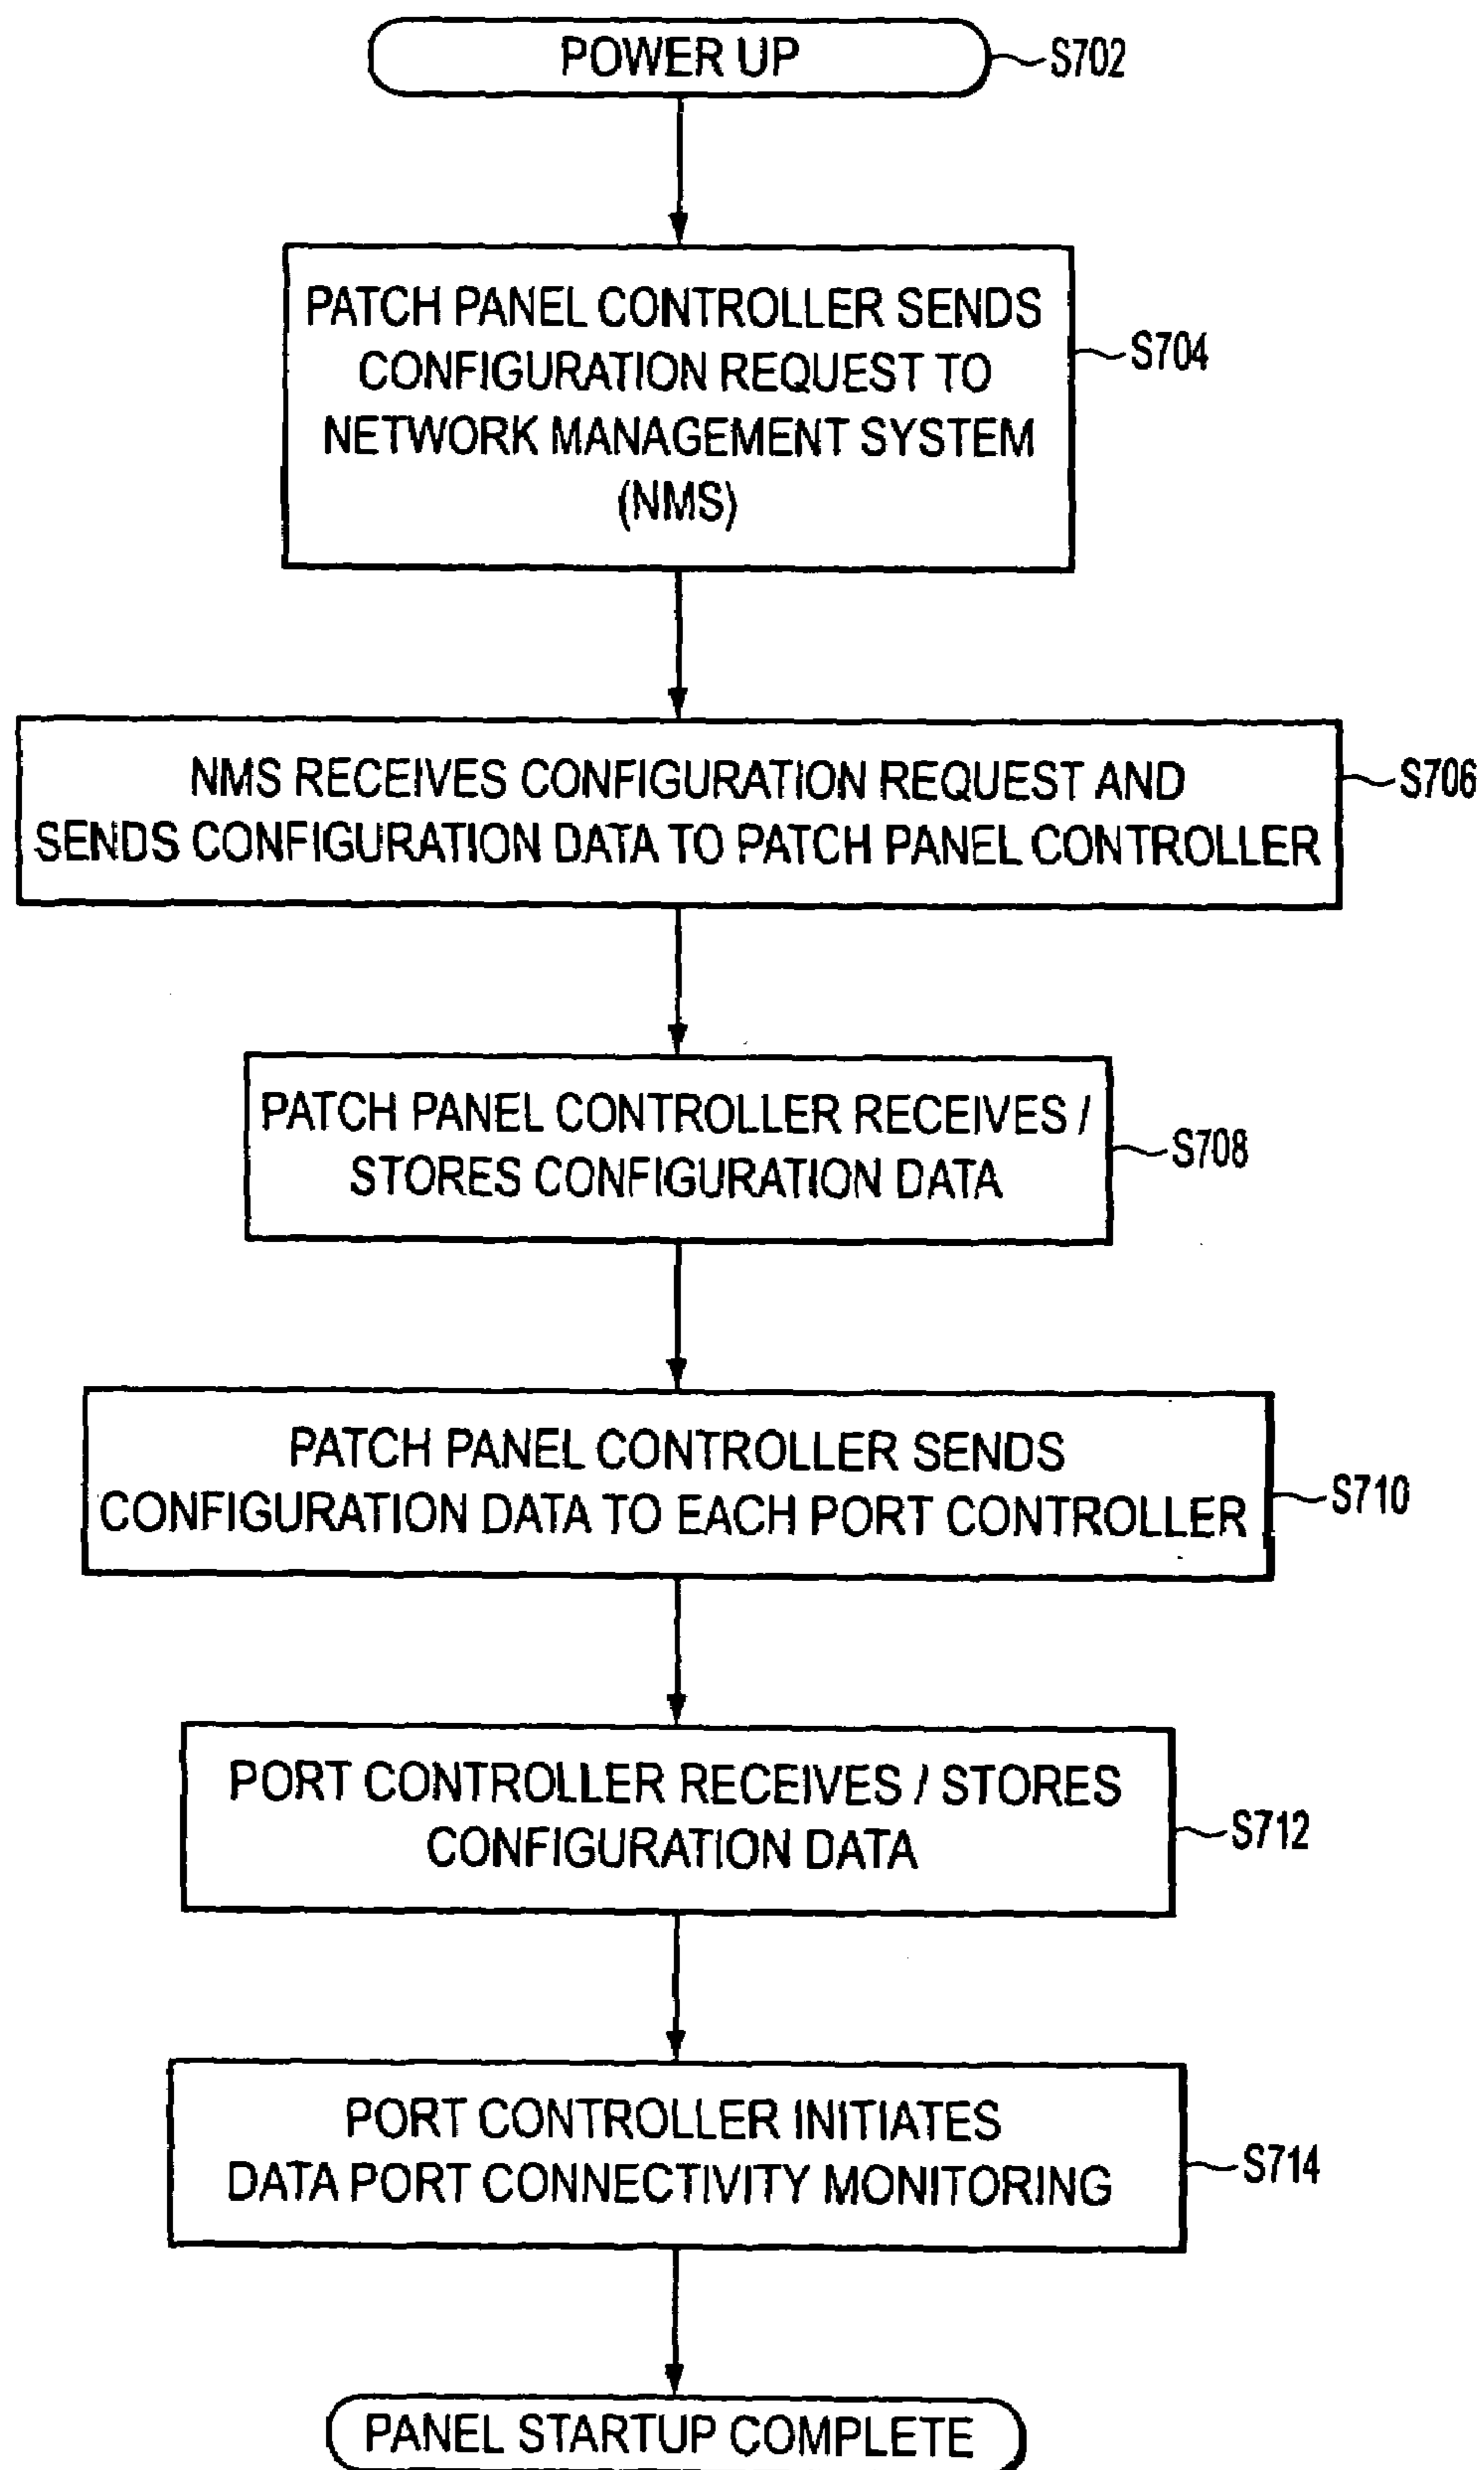 POWER UP
S702
PATCH PANEL CONTROLLER SENDS
CONFIGURATION REQUEST TO
NETWORK MANAGEMENT SYSTEM
(NMS)
S704
NMS RECEIVES CONFIGURATION REQUEST AND
SENDS CONFIGURATION DATA TO PATCH PANEL CONTROLLER
S706
PATCH PANEL CONTROLLER RECEIVES /
STORES CONFIGURATION DATA
S708
PATCH PANEL CONTROLLER SENDS
CONFIGURATION DATA TO EACH PORT CONTROLLER
S710
PORT CONTROLLER RECEIVES / STORES
CONFIGURATION DATA
S712
PORT CONTROLLER INITIATES
DATA PORT CONNECTIVITY MONITORING
S714
PANEL STARTUP COMPLETE